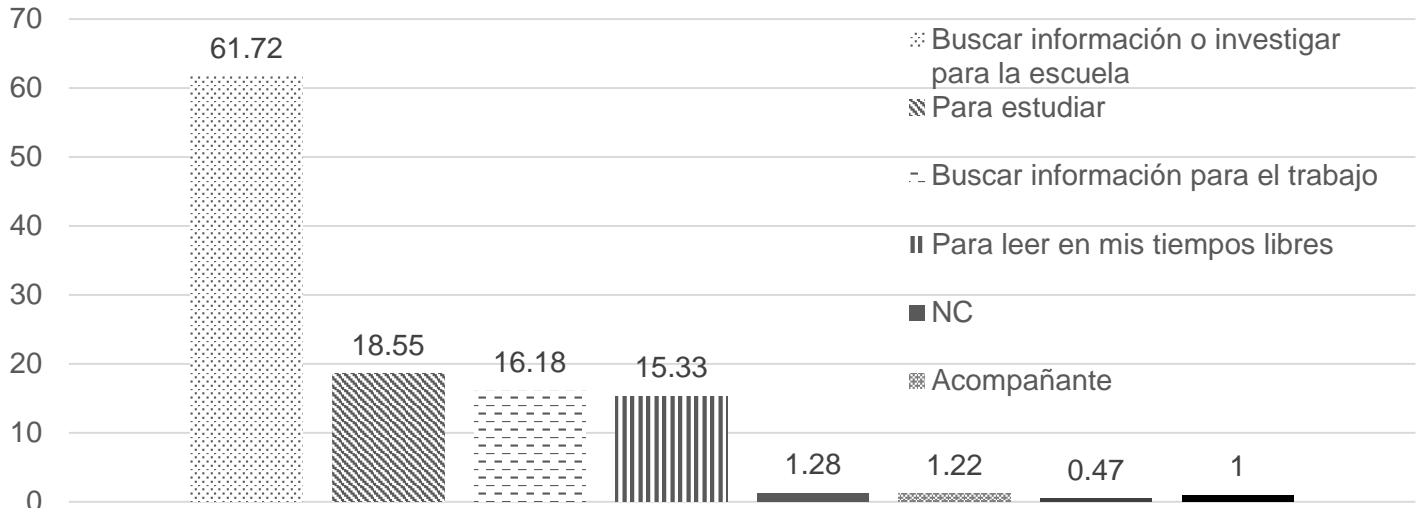 70
60
50
40
30
20
10
0
61.72
18.55
16.18
15.33
1.28
1.22
0.47
1
Buscar información o investigar
para la escuela
Para estudiar
Buscar información para el trabajo
Para leer en mis tiempos libres
NC
Acompañante